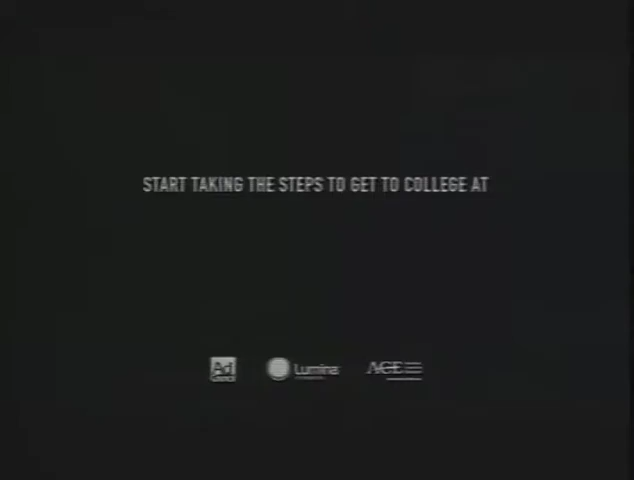 START TAKING THE STEPS TO GET TO COLLEGE AT
Ad
Lumina
ACE